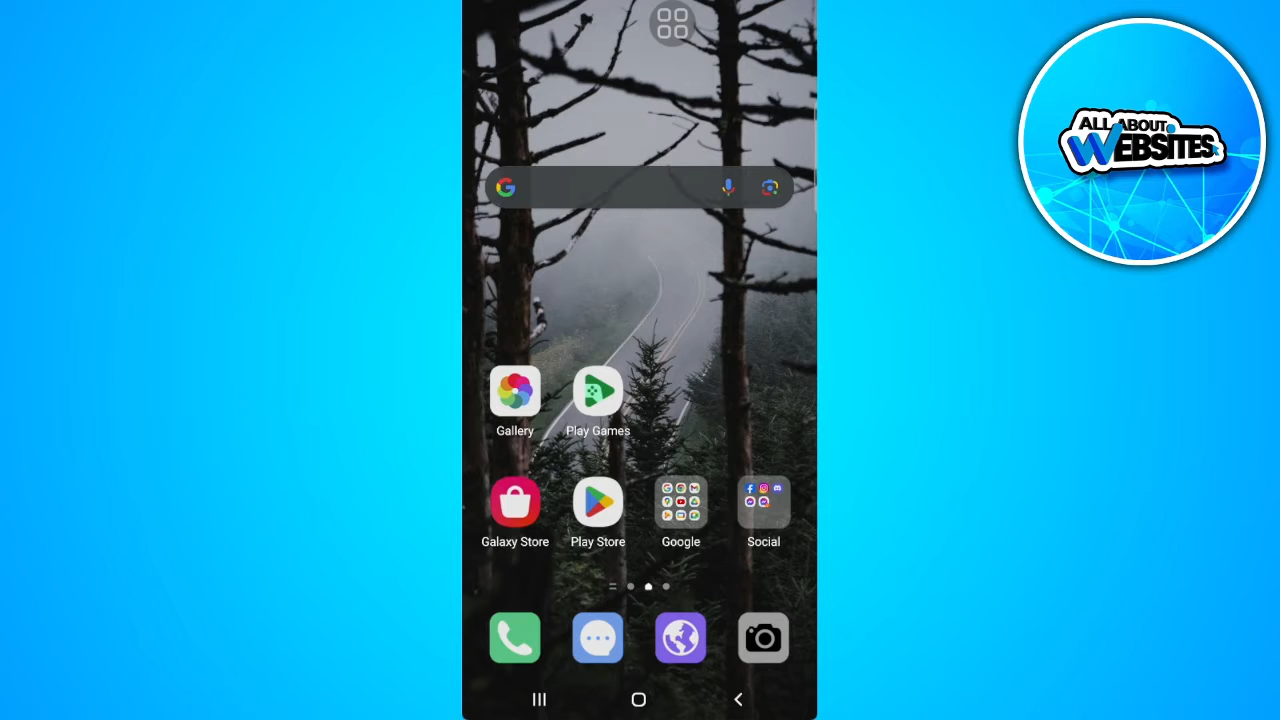 ALL ABOUT
WEBSITES
Gallery
Play Games
Galaxy Store
Play Store
Google
Social